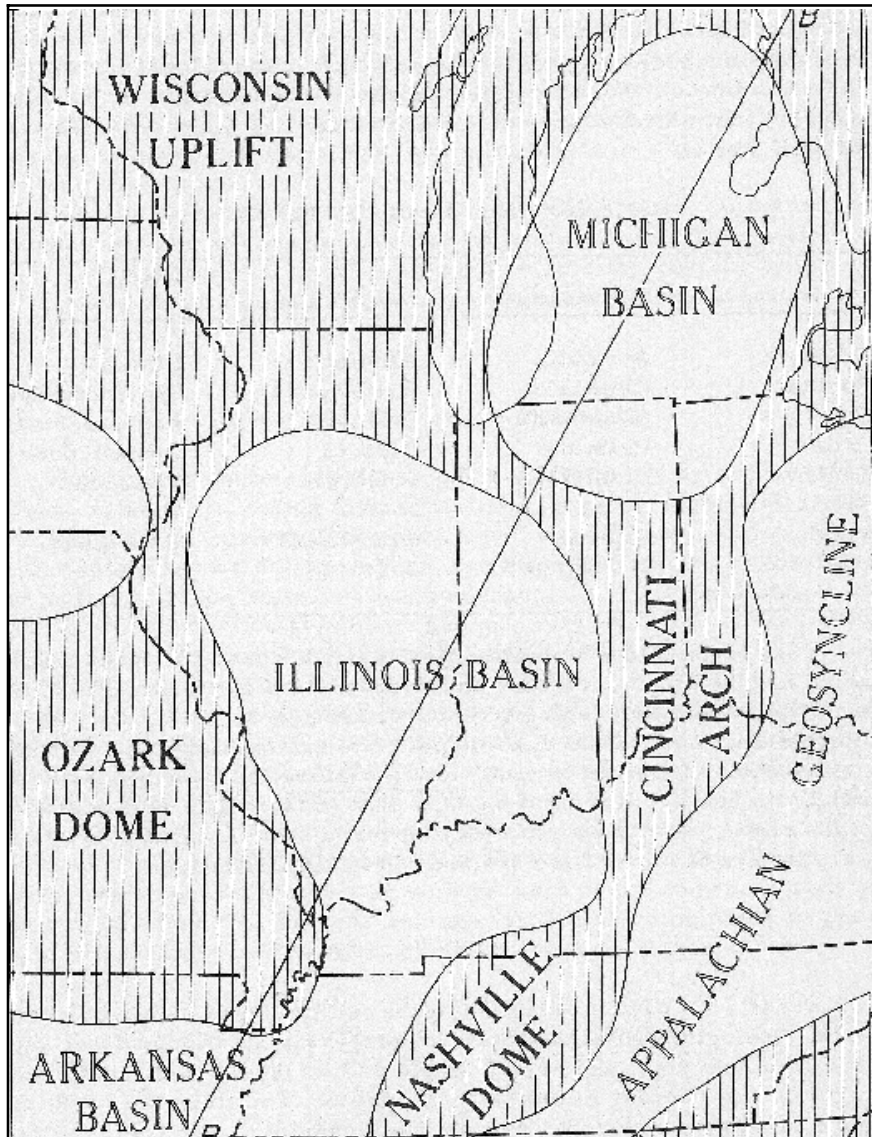 B
WISCONSIN
UPLIFT
MICHIGAN
BASIN
ILLINOIS BASIN
CINCINNATI
ARCH
GEOSYNCLINE
OZARK
DOME
APPALACHIAN
NASHVILLE
DOME
ARKANSAS
BASIN
B